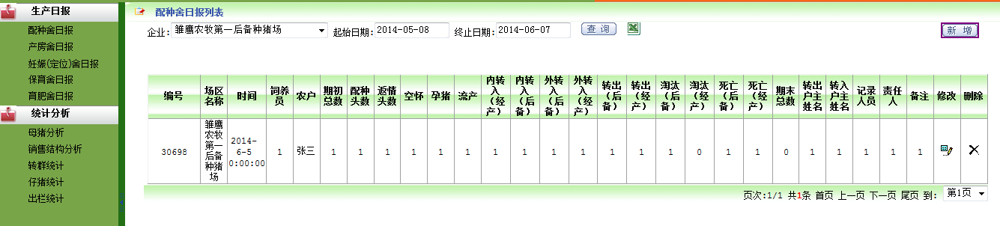 生产日报
配种舍日报
产房舍日报
妊娠(定位)舍日报
保育舍日报
育肥舍日报
统计分析
母猪分析
销售结构分析
转群统计
仔猪统计
出栏统计
配种舍日报列表
企业: 雏鹰农牧第一后备种猪场 起始日期: 2014-05-08 终止日期: 2014-06-07 查 询
新 增
编号 场区名称 时间 饲养员 农户 期初总数 配种头数 返情头数 空怀 孕猪 流产 内转入（经产） 内转入（后备） 外转入（后备） 外转入（经产） 转出（后备） 转出（经产） 淘汰（后备） 淘汰（经产） 死亡（后备） 死亡（经产） 期末总数 转出户主姓名 转入户主姓名 记录人员 责任人 备注 修改 删除
30698 雏鹰农牧第一后备种猪场 2014-6-5 0:00:00 1 张三 1 1 1 1 1 1 1 1 1 1 1 1 1 0 1 1 0 1 1 1 1 1
页次:1/1 共1条 首页 上一页 下一页 尾页 到: 第1页